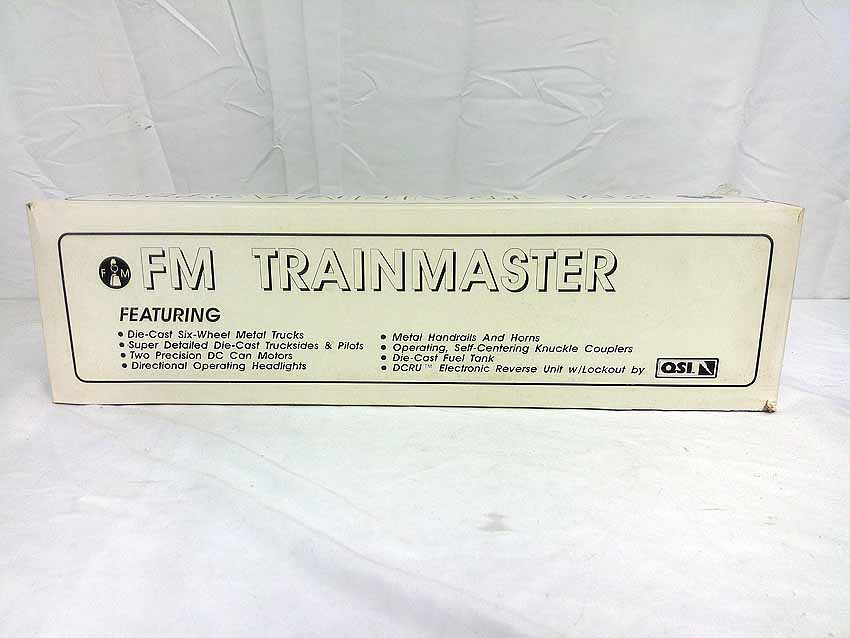 F M FM TRAINMASTER
FEATURING
• Die-Cast Six-Wheel Metal Trucks
• Super Detailed Die-Cast Trucksides & Pilots
• Two Precision DC Can Motors
• Directional Operating Headlights
• Metal Handrails And Horns
• Operating, Self-Centering Knuckle Couplers
• Die-Cast Fuel Tank
• DCRU™ Electronic Reverse Unit w/Lockout by QSI